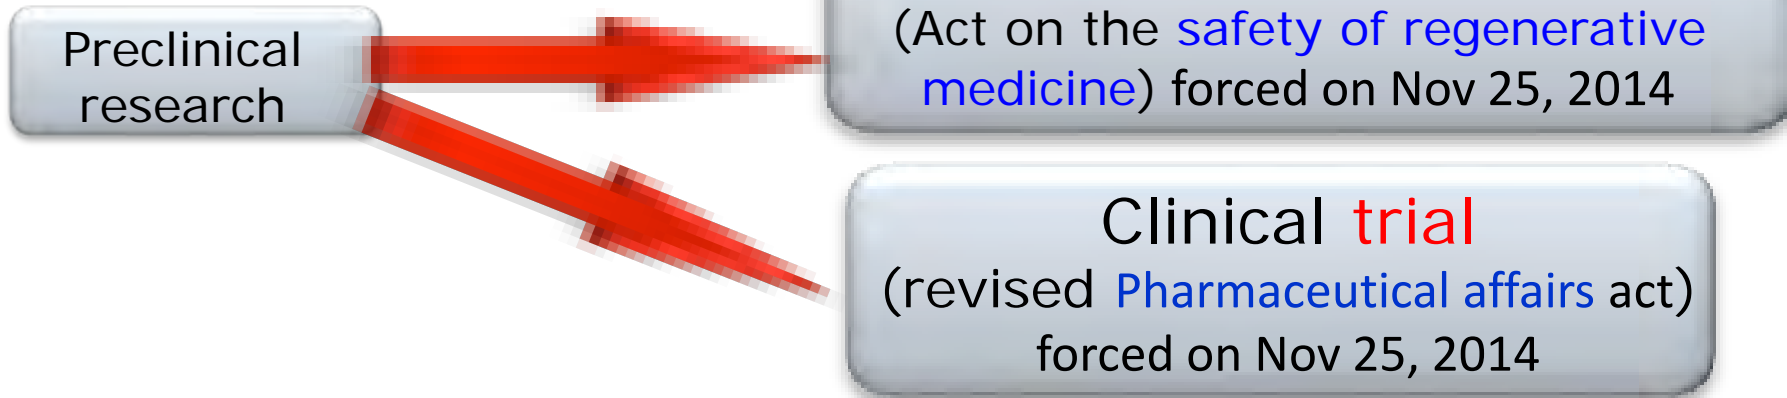 Preclinical
research
(Act on the safety of regenerative
medicine) forced on Nov 25, 2014
Clinical trial
(revised Pharmaceutical affairs act)
forced on Nov 25, 2014